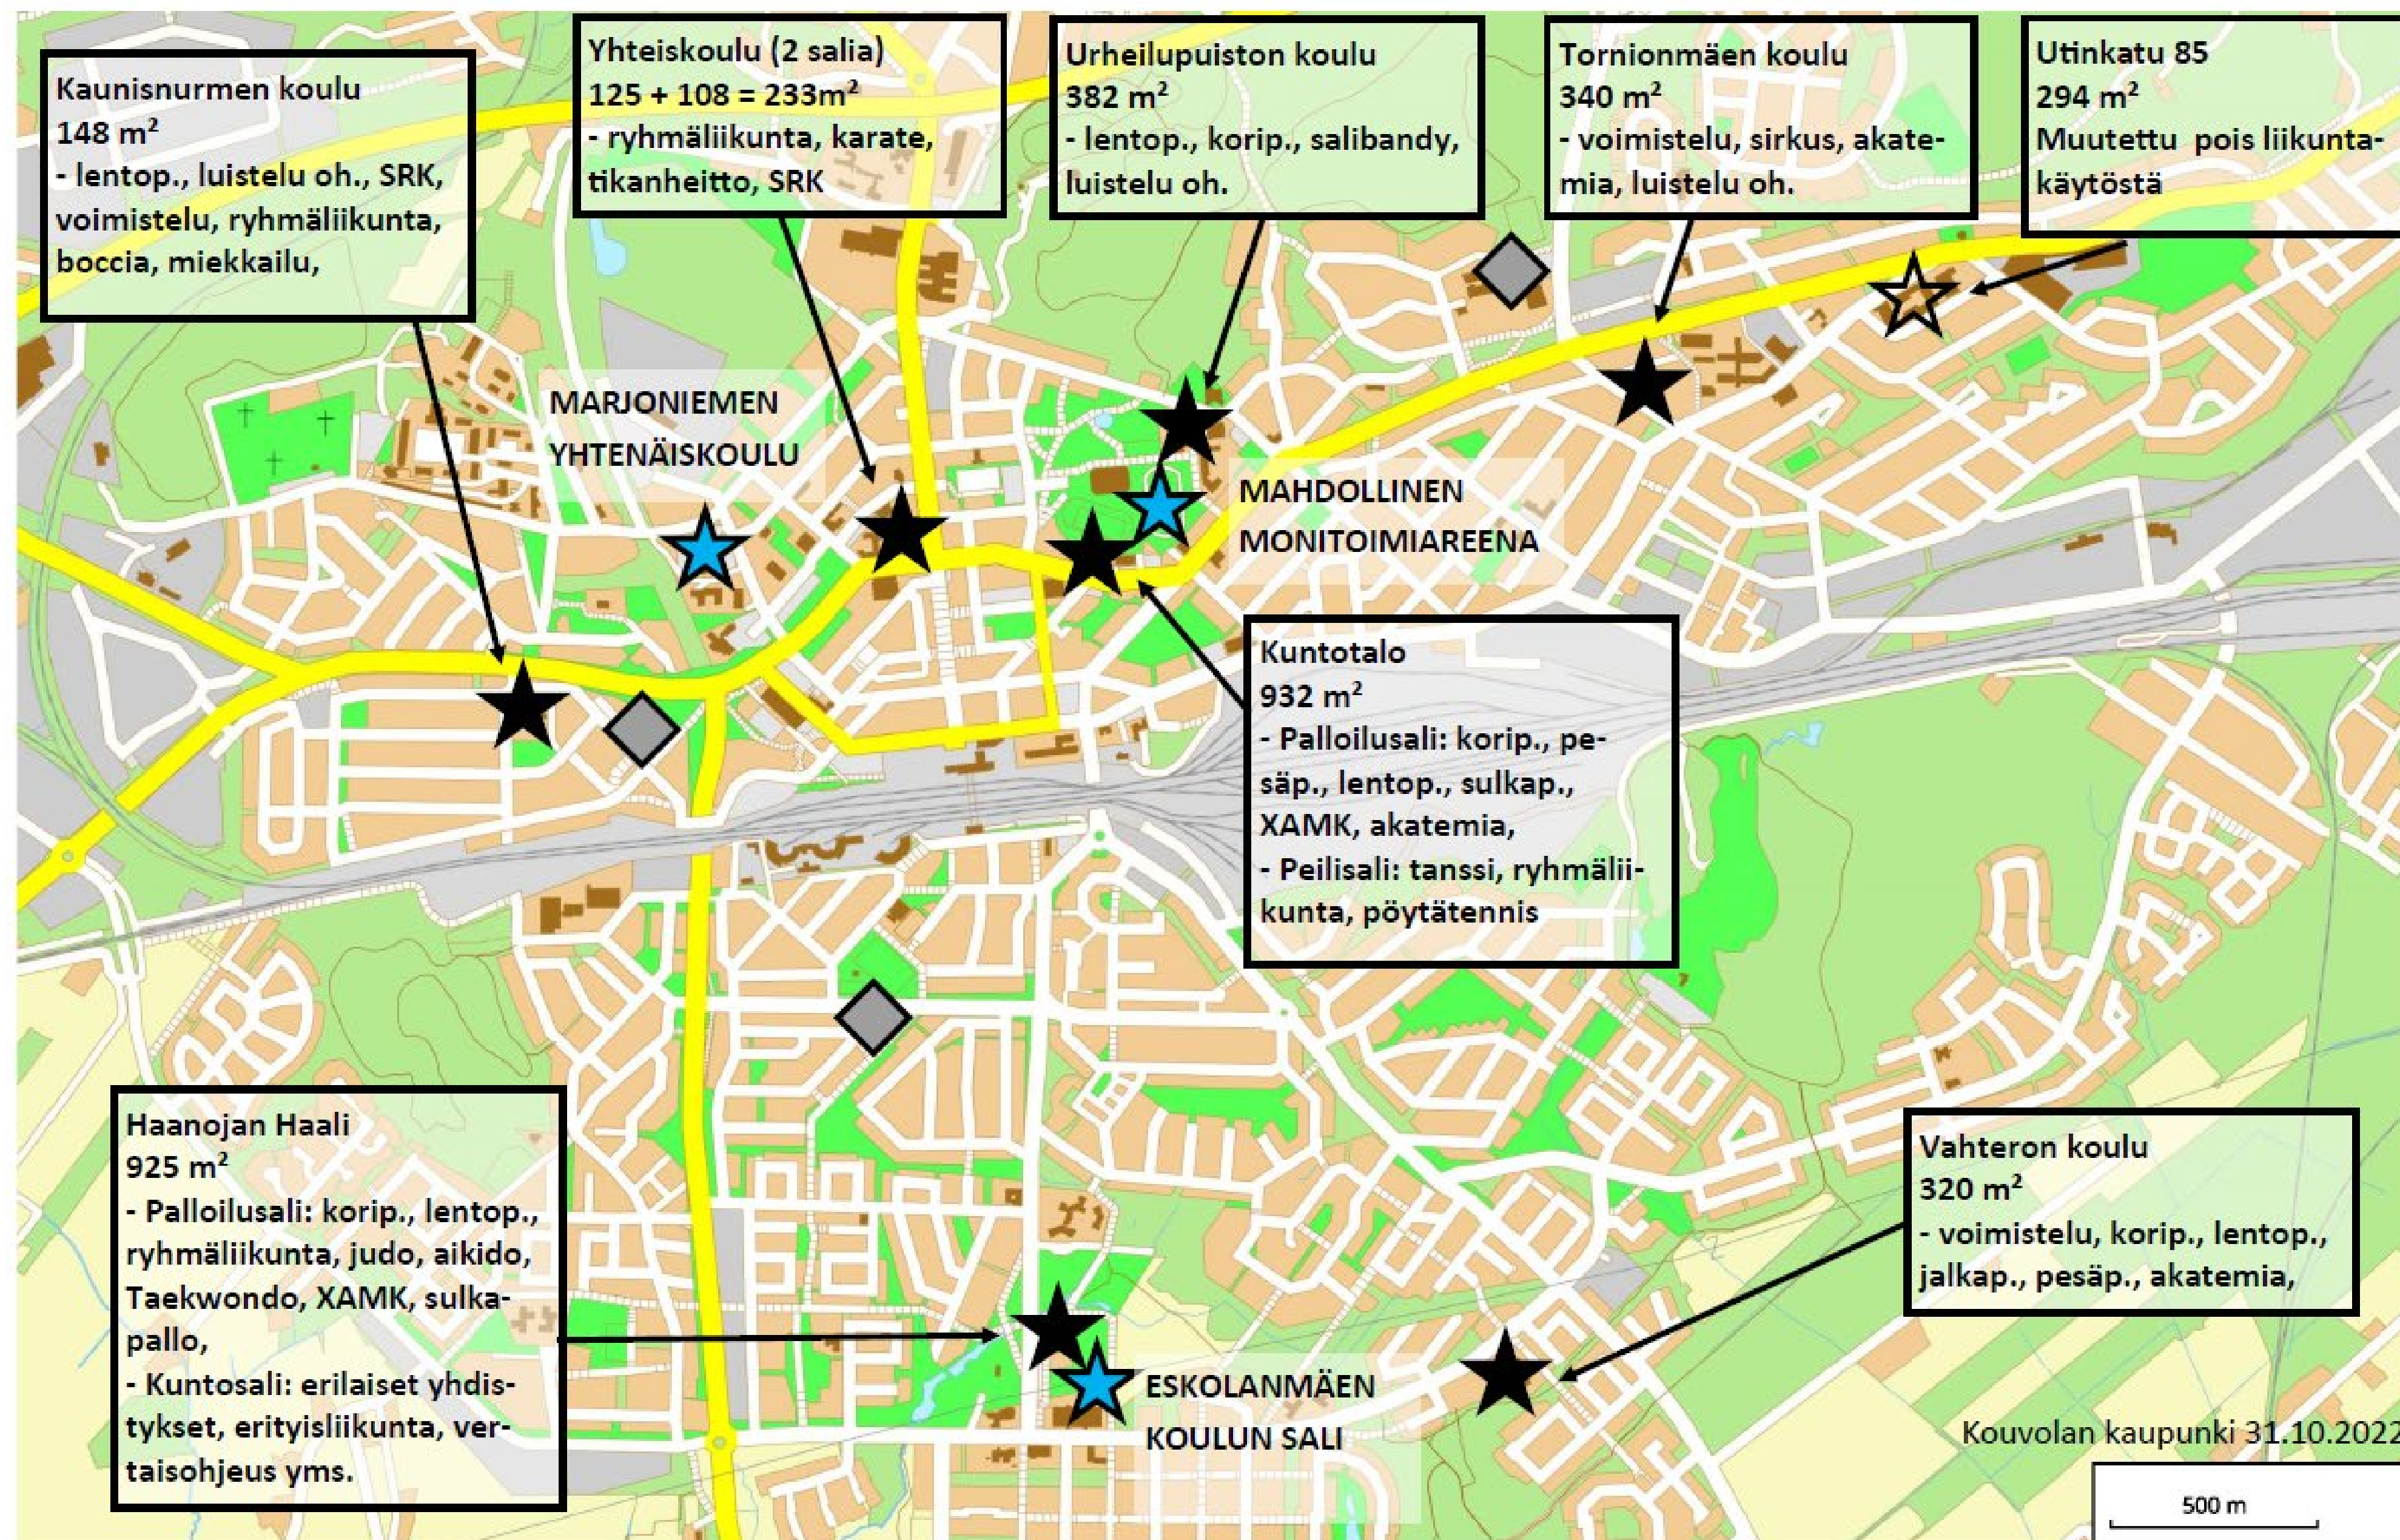 Kaunisnurmen koulu
148 m²
- lentop., luistelu oh., SRK,
voimistelu, ryhmäliikunta,
boccia, miekkailu,
Yhteiskoulu (2 salia)
125 + 108 = 233m²
- ryhmäliikunta, karate,
tikanheitto, SRK
Urheilupuiston koulu
382 m²
- lentop., korip., salibandy,
luistelu oh.
Tornionmäen koulu
340 m²
- voimistelu, sirkus, akate-
mia, luistelu oh.
Utinkatu 85
294 m²
Muutettu pois liikunta-
käytöstä
MARJONIEMEN
YHTENÄISKOULU
MAHDOLLINEN
MONITOIMIAREENA
Kuntotalo
932 m²
- Palloilusali: korip., pe-
säp., lentop., sulkap.,
XAMK, akatemia,
- Peilisali: tanssi, ryhmälii-
kunta, pöytätennis
Haanojan Haali
925 m²
- Palloilusali: korip., lentop.,
ryhmäliikunta, judo, aikido,
Taekwondo, XAMK, sulka-
pallo,
- Kuntosali: erilaiset yhdis-
tykset, erityisliikunta, ver-
taisohjeus yms.
Vahteron koulu
320 m²
- voimistelu, korip., lentop.,
jalkap., pesäp., akatemia,
ESKOLANMÄEN
KOULUN SALI
Kouvolan kaupunki 31.10.2022
500 m